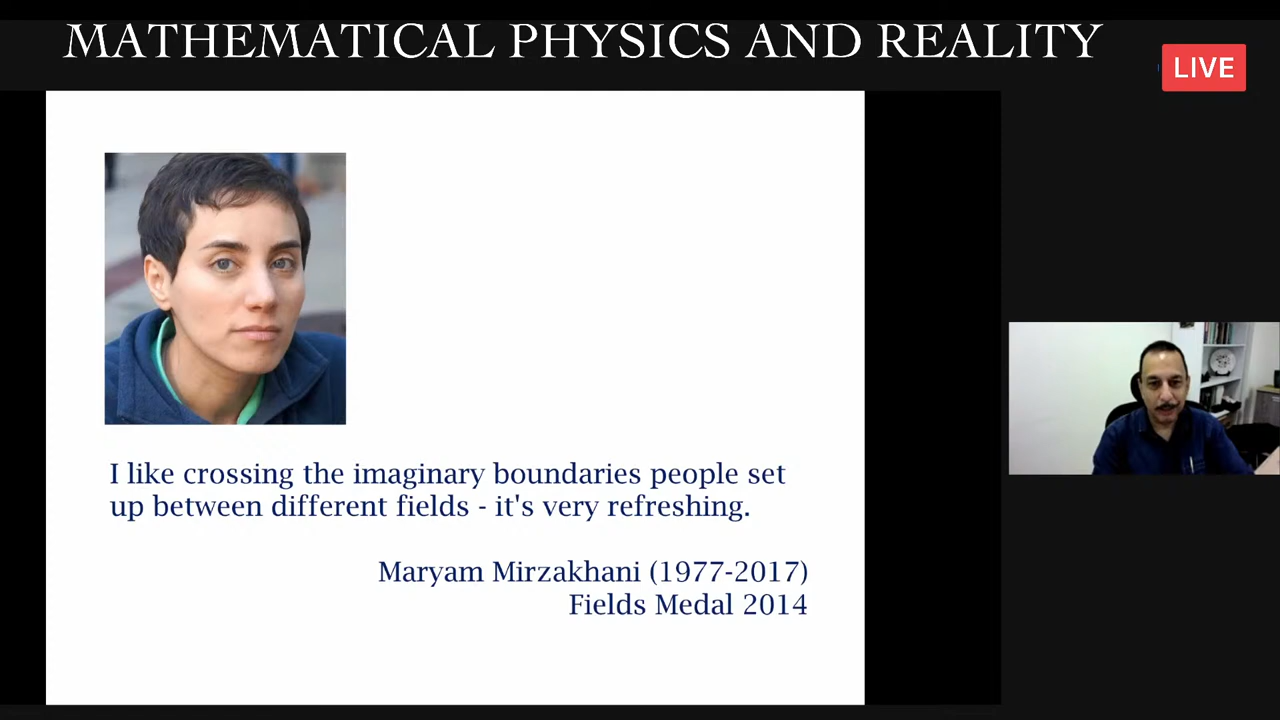 MATHEMATICAL PHYSICS AND REALITY
LIVE
I like crossing the imaginary boundaries people set
up between different fields - it's very refreshing.
Maryam Mirzakhani (1977-2017)
Fields Medal 2014